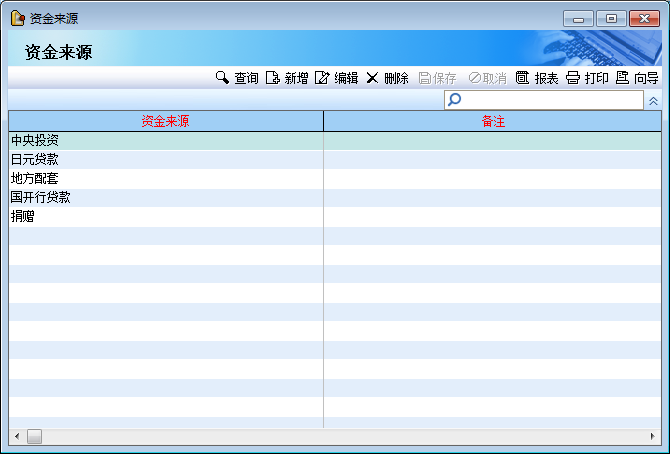 资金来源
资金来源
查询 新增 编辑 删除 保存 取消 报表 打印 向导
资金来源 备注
中央投资
日元贷款
地方配套
国开行贷款
捐赠